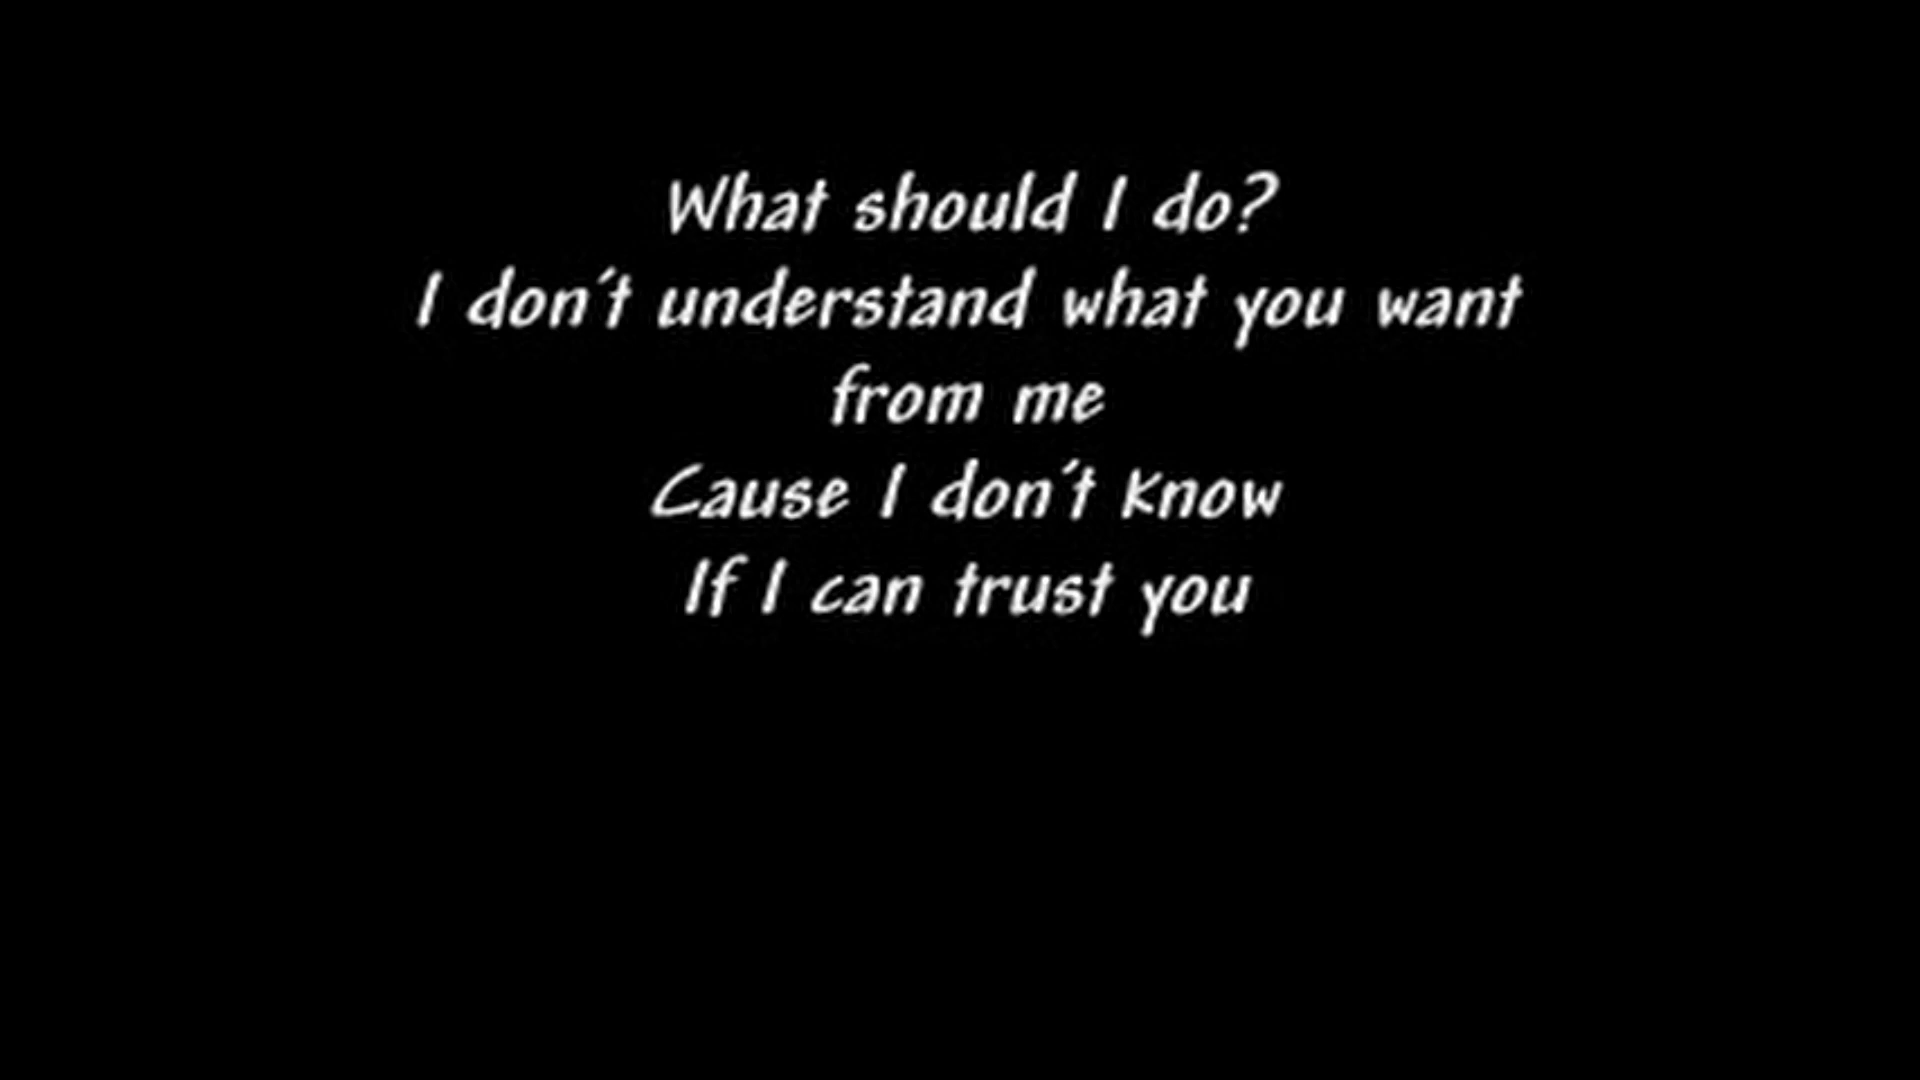 What should I do?
I don't understand what you want
from me
Cause I don't know
If I can trust you